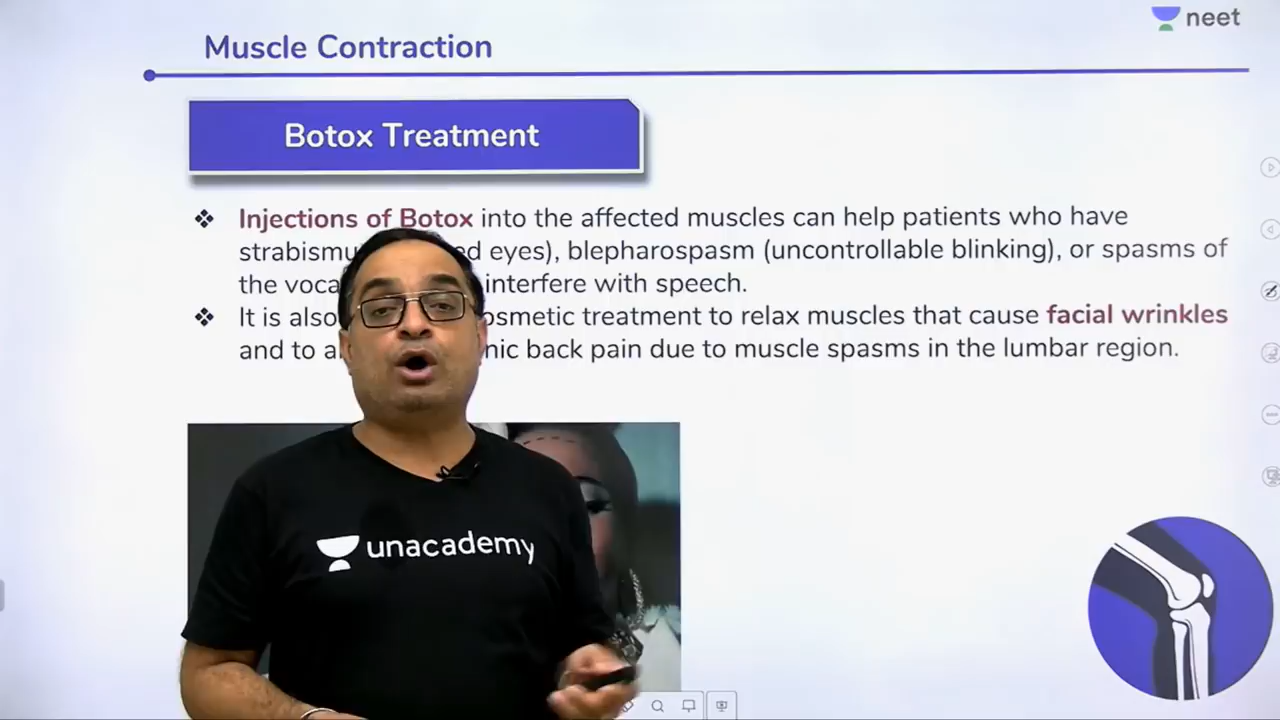 neet
Muscle Contraction
Botox Treatment
Injections of Botox into the affected muscles can help patients who have
strabismu ed eyes), blepharospasm (uncontrollable blinking), or spasms of
the voca interfere with speech.
It is also osmetic treatment to relax muscles that cause facial wrinkles
and to a nic back pain due to muscle spasms in the lumbar region.
unacademy